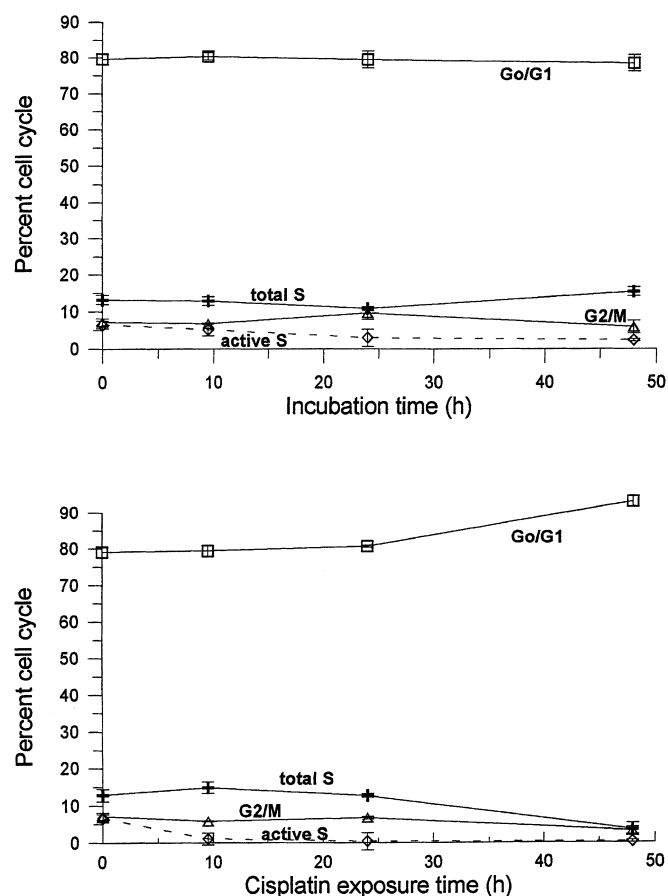 90
80
Go/G1
70
60
50
40
30
20
total S
10
G2/M
active S
0
0 10 20 30 40 50
Percent cell cycle
Incubation time (h)
90
Go/G1
80
70
60
50
40
30
20
total S
10
G2/M
active S
0
0 10 20 30 40 50
Percent cell cycle
Cisplatin exposure time (h)